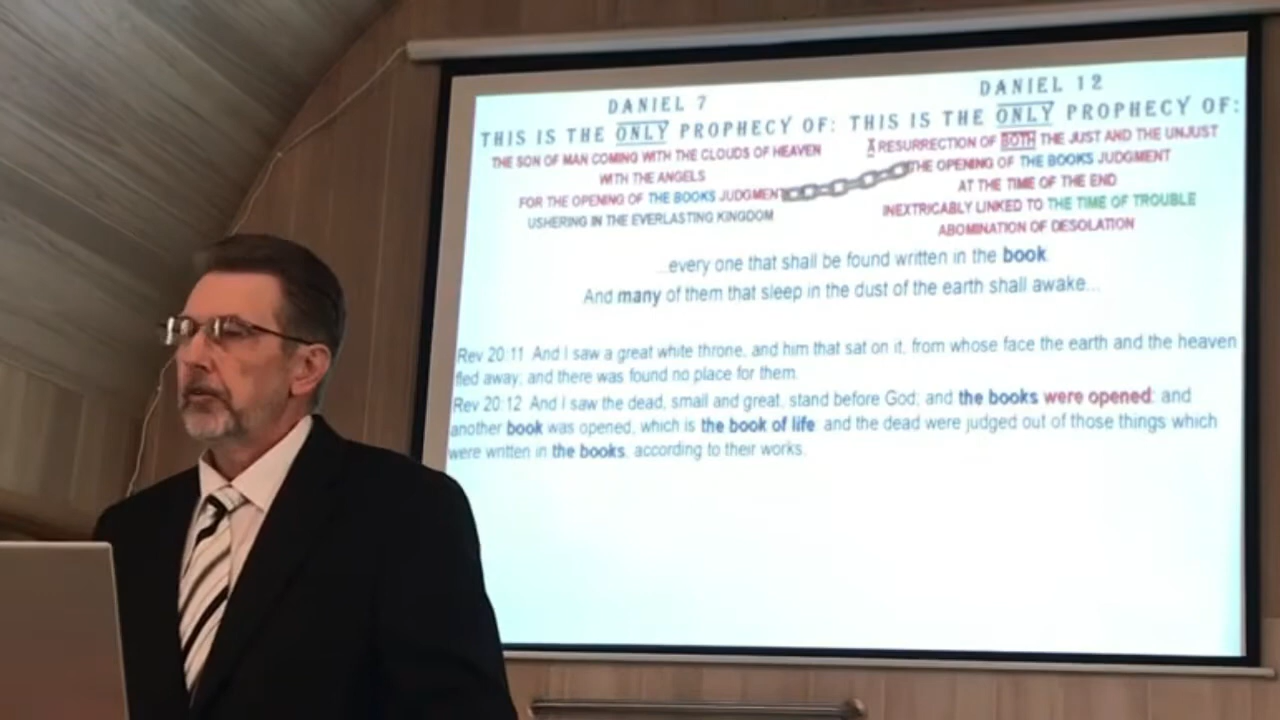 DANIEL 7
THIS IS THE ONLY PROPHECY OF:
THE SON OF MAN COMING WITH THE CLOUDS OF HEAVEN
WITH THE ANGELS
FOR THE OPENING OF THE BOOKS JUDGMENT
USHERING IN THE EVERLASTING KINGDOM
DANIEL 12
THIS IS THE ONLY PROPHECY OF:
A RESURRECTION OF BOTH THE JUST AND THE UNJUST
THE OPENING OF THE BOOKS JUDGMENT
AT THE TIME OF THE END
INEXTRICABLY LINKED TO THE TIME OF TROUBLE
ABOMINATION OF DESOLATION
...every one that shall be found written in the book.
And many of them that sleep in the dust of the earth shall awake...
Rev 20:11 And I saw a great white throne, and him that sat on it, from whose face the earth and the heaven
fled away; and there was found no place for them.
Rev 20:12 And I saw the dead, small and great, stand before God; and the books were opened: and
another book was opened, which is the book of life: and the dead were judged out of those things which
were written in the books, according to their works.